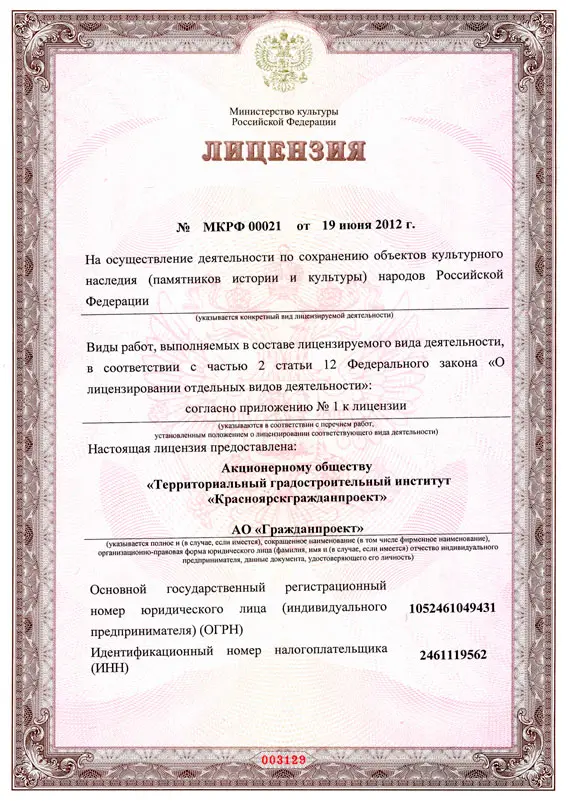 Министерство культуры
Российской Федерации
ЛИЦЕНЗИЯ
№ МКРФ 00021 от 19 июня 2012 г.
На осуществление деятельности по сохранению объектов культурного
наследия (памятников истории и культуры) народов Российской
Федерации
(указывается конкретный вид лицензируемой деятельности)
Виды работ, выполняемых в составе лицензируемого вида деятельности,
в соответствии с частью 2 статьи 12 Федерального закона «О
лицензировании отдельных видов деятельности»:
согласно приложению № 1 к лицензии
(указываются в соответствии с перечнем работ,
установленным положением о лицензировании соответствующего вида деятельности)
Настоящая лицензия предоставлена:
Акционерному обществу
«Территориальный градостроительный институт
«Красноярскгражданпроект»
АО «Гражданпроект»
(указывается полное и (в случае, если имеется), сокращенное наименование (в том числе фирменное наименование),
организационно-правовая форма юридического лица (фамилия, имя и (в случае, если имеется) отчество индивидуального
предпринимателя, данные документа, удостоверяющего его личность)
Основной государственный регистрационный
номер юридического лица (индивидуального
предпринимателя) (ОГРН)
1052461049431
Идентификационный номер налогоплательщика
(ИНН)
2461119562
003129